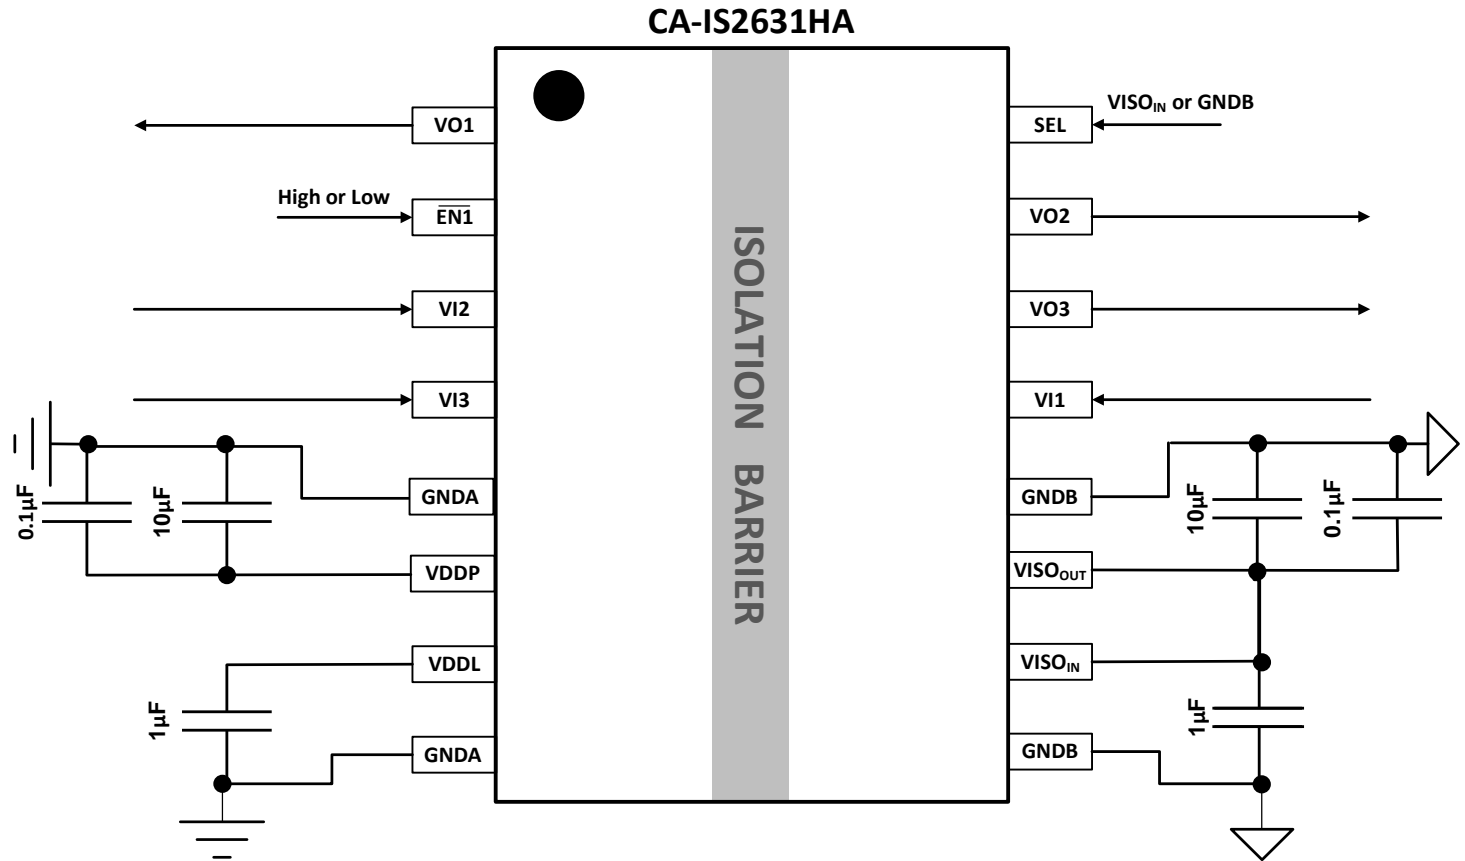 CA-IS2631HA
VISO_IN or GNDB
VO1
SEL
High or Low
EN1
VO2
VI2
VO3
VI3
VI1
ISOLATION BARRIER
GNDA
GNDB
0.1µF
10µF
10µF
0.1µF
VDDP
VISO_OUT
VDDL
VISO_IN
1µF
1µF
GNDA
GNDB